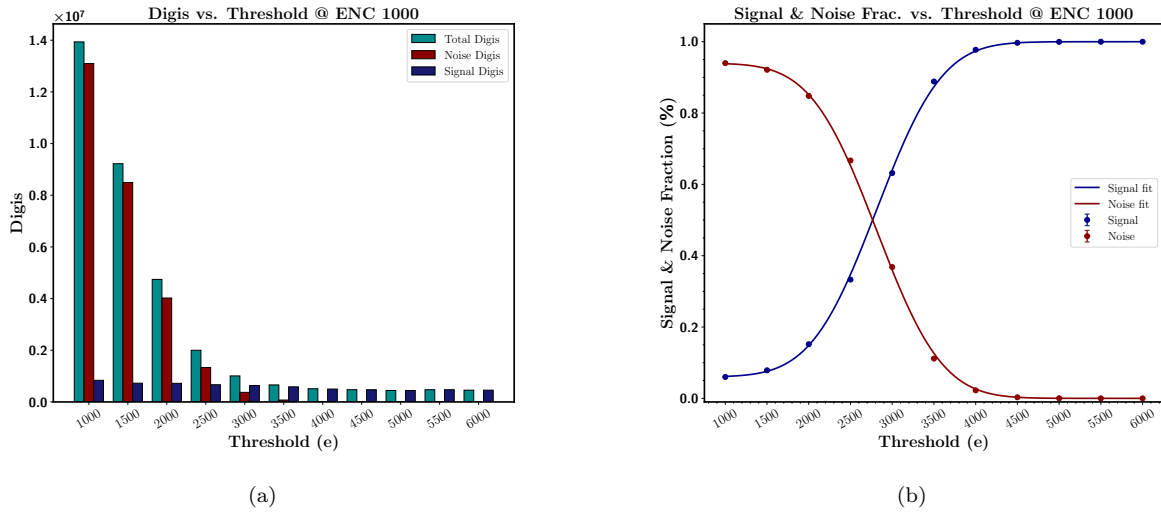 Digis vs. Threshold @ ENC 1000
×10⁷
1.4
1.2
1.0
0.8
0.6
0.4
0.2
0.0
Digis
Total Digis
Noise Digis
Signal Digis
1000 1500 2000 2500 3000 3500 4000 4500 5000 5500 6000
Threshold (e)
(a)
Signal & Noise Frac. vs. Threshold @ ENC 1000
1.0
0.8
0.6
0.4
0.2
0.0
Signal & Noise Fraction (%)
Signal fit
Noise fit
Signal
Noise
1000 1500 2000 2500 3000 3500 4000 4500 5000 5500 6000
Threshold (e)
(b)